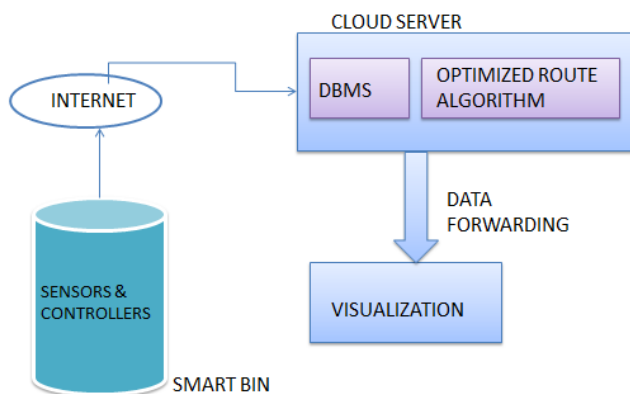 CLOUD SERVER
INTERNET
DBMS
OPTIMIZED ROUTE
ALGORITHM
DATA
FORWARDING
SENSORS &
CONTROLLERS
VISUALIZATION
SMART BIN